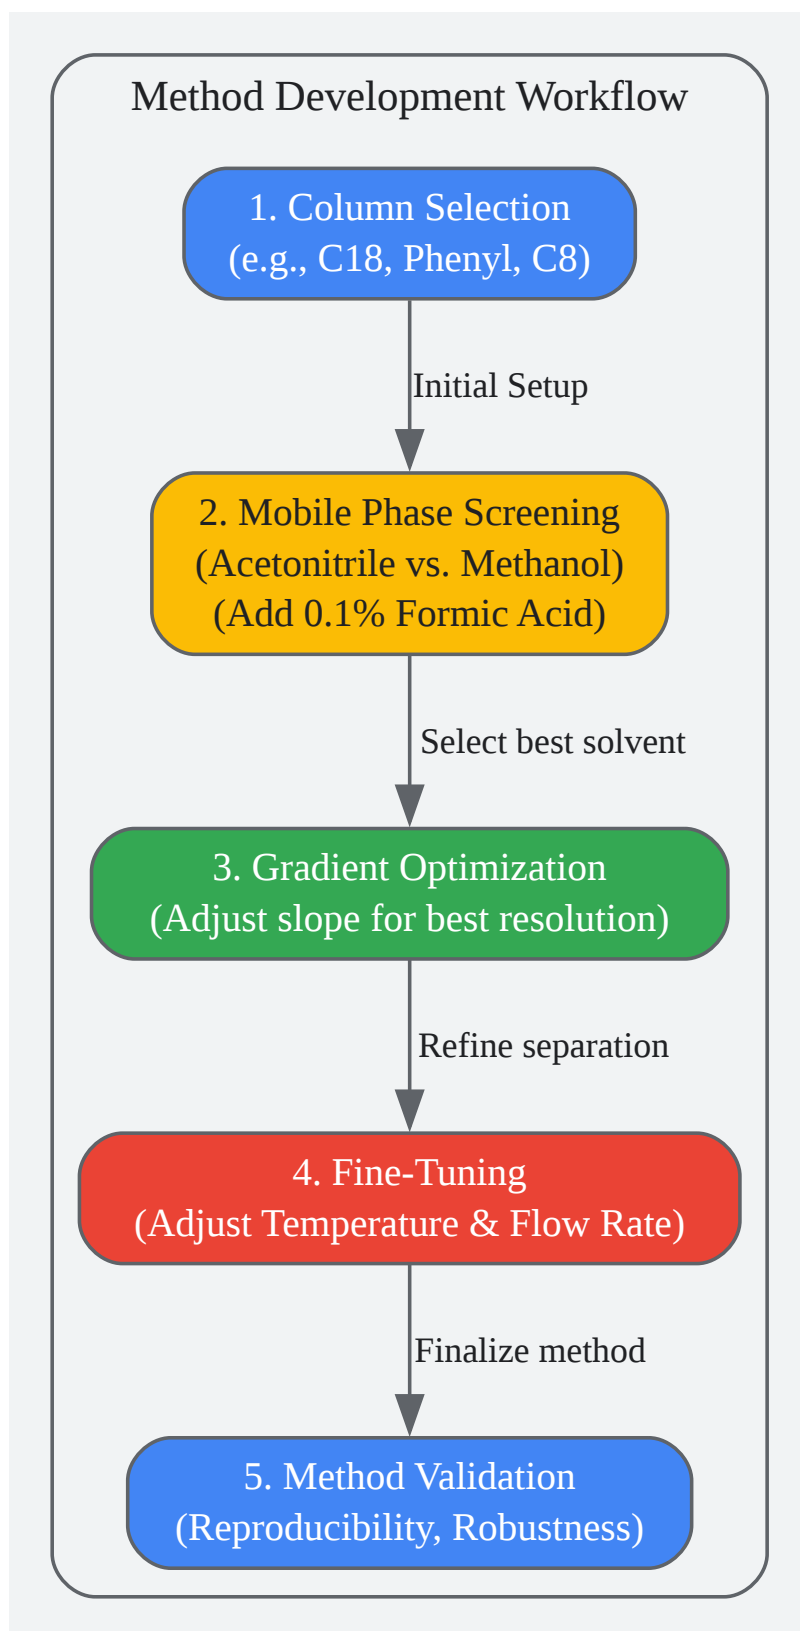 Method Development Workflow
1. Column Selection
(e.g., C18, Phenyl, C8)
Initial Setup
2. Mobile Phase Screening
(Acetonitrile vs. Methanol)
(Add 0.1% Formic Acid)
Select best solvent
3. Gradient Optimization
(Adjust slope for best resolution)
Refine separation
4. Fine-Tuning
(Adjust Temperature & Flow Rate)
Finalize method
5. Method Validation
(Reproducibility, Robustness)